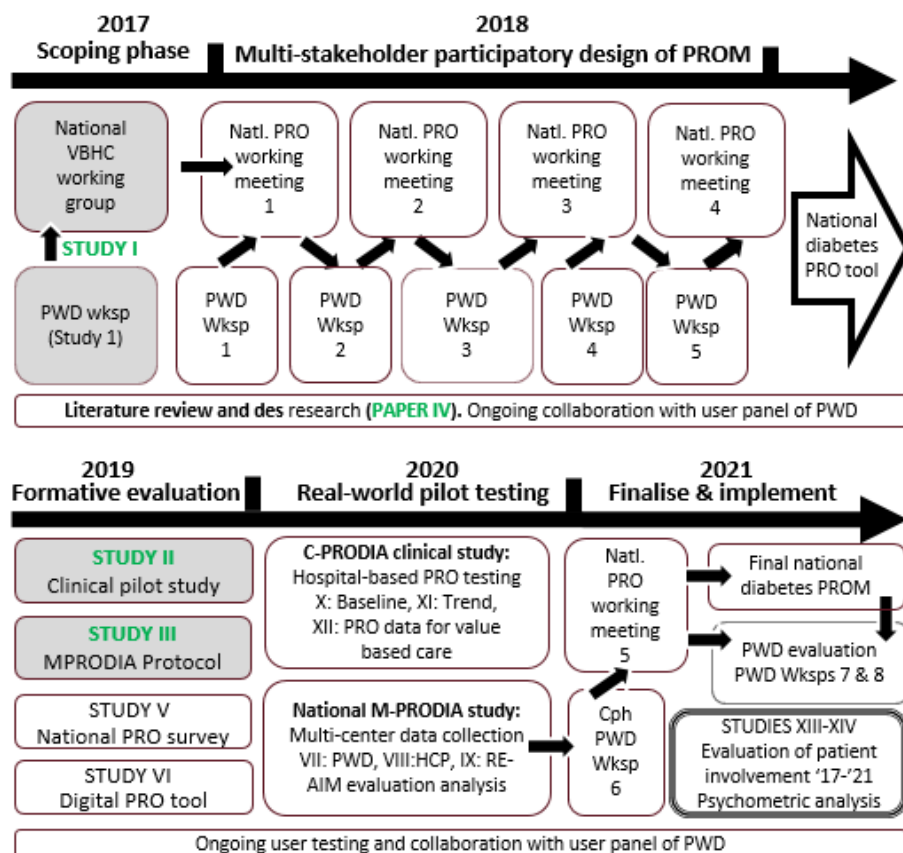 2017
Scoping phase
2018
Multi-stakeholder participatory design of PROM
National
VBHC
working
group
Natl. PRO
working
meeting
1
Natl. PRO
working
meeting
2
Natl. PRO
working
meeting
3
Natl. PRO
working
meeting
4
National
diabetes
PRO tool
STUDY I
PWD wksp
(Study 1)
PWD
Wksp
1
PWD
Wksp
2
PWD
Wksp
3
PWD
Wksp
4
PWD
Wksp
5
Literature review and des research (PAPER IV). Ongoing collaboration with user panel of PWD
2019
Formative evaluation
2020
Real-world pilot testing
2021
Finalise & implement
STUDY II
Clinical pilot study
STUDY III
MPRODIA Protocol
STUDY V
National PRO survey
STUDY VI
Digital PRO tool
C-PRODIA clinical study:
Hospital-based PRO testing
X: Baseline, XI: Trend,
XII: PRO data for value
based care
National M-PRODIA study:
Multi-center data collection
VII: PWD, VIII:HCP, IX: RE-
AIM evaluation analysis
Natl.
PRO
working
meeting
5
Cph
PWD
Wksp
6
Final national
diabetes PROM
PWD evaluation
PWD Wksps 7 & 8
STUDIES XIII-XIV
Evaluation of patient
involvement ‘17-’21
Psychometric analysis
Ongoing user testing and collaboration with user panel of PWD